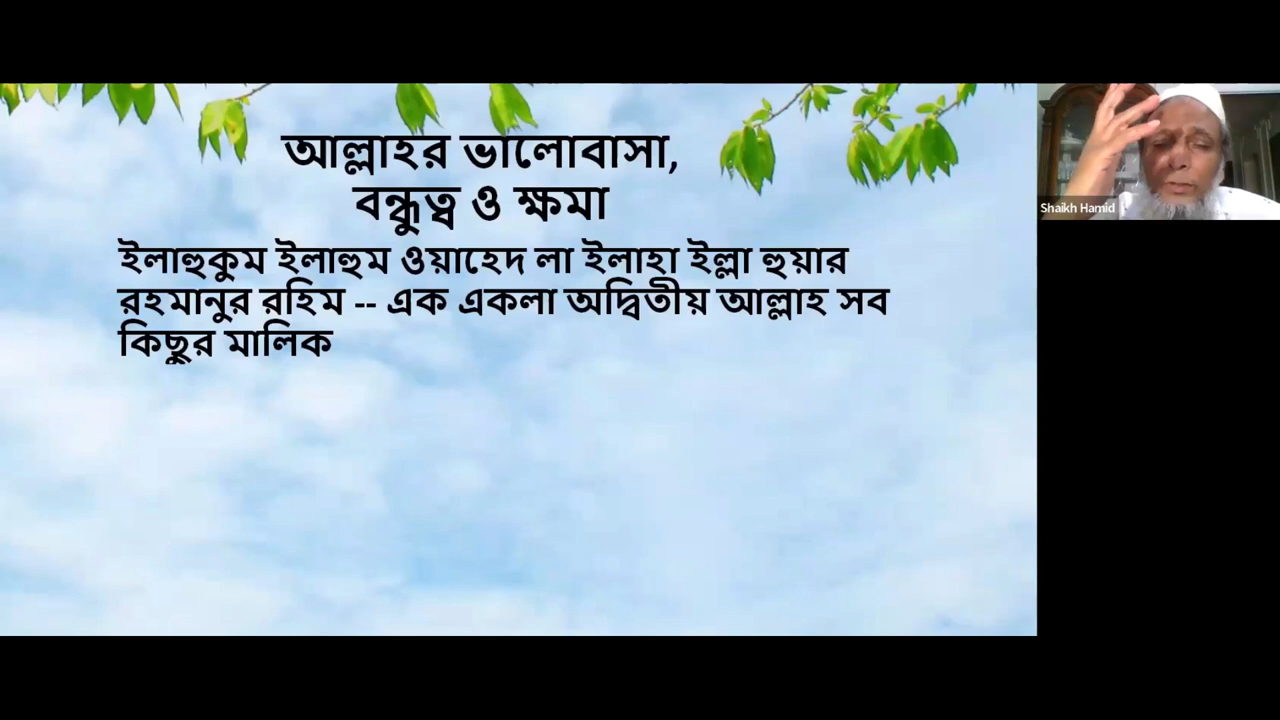 আল্লাহর ভালোবাসা,
বন্ধুত্ব ও ক্ষমা
ইলাহুকুম ইলাহুম ওয়াহেদ লা ইলাহা ইল্লা হুয়ার
রহমানুর রহিম -- এক একলা অদ্বিতীয় আল্লাহ সব
কিছুর মালিক
Shaikh Hamid